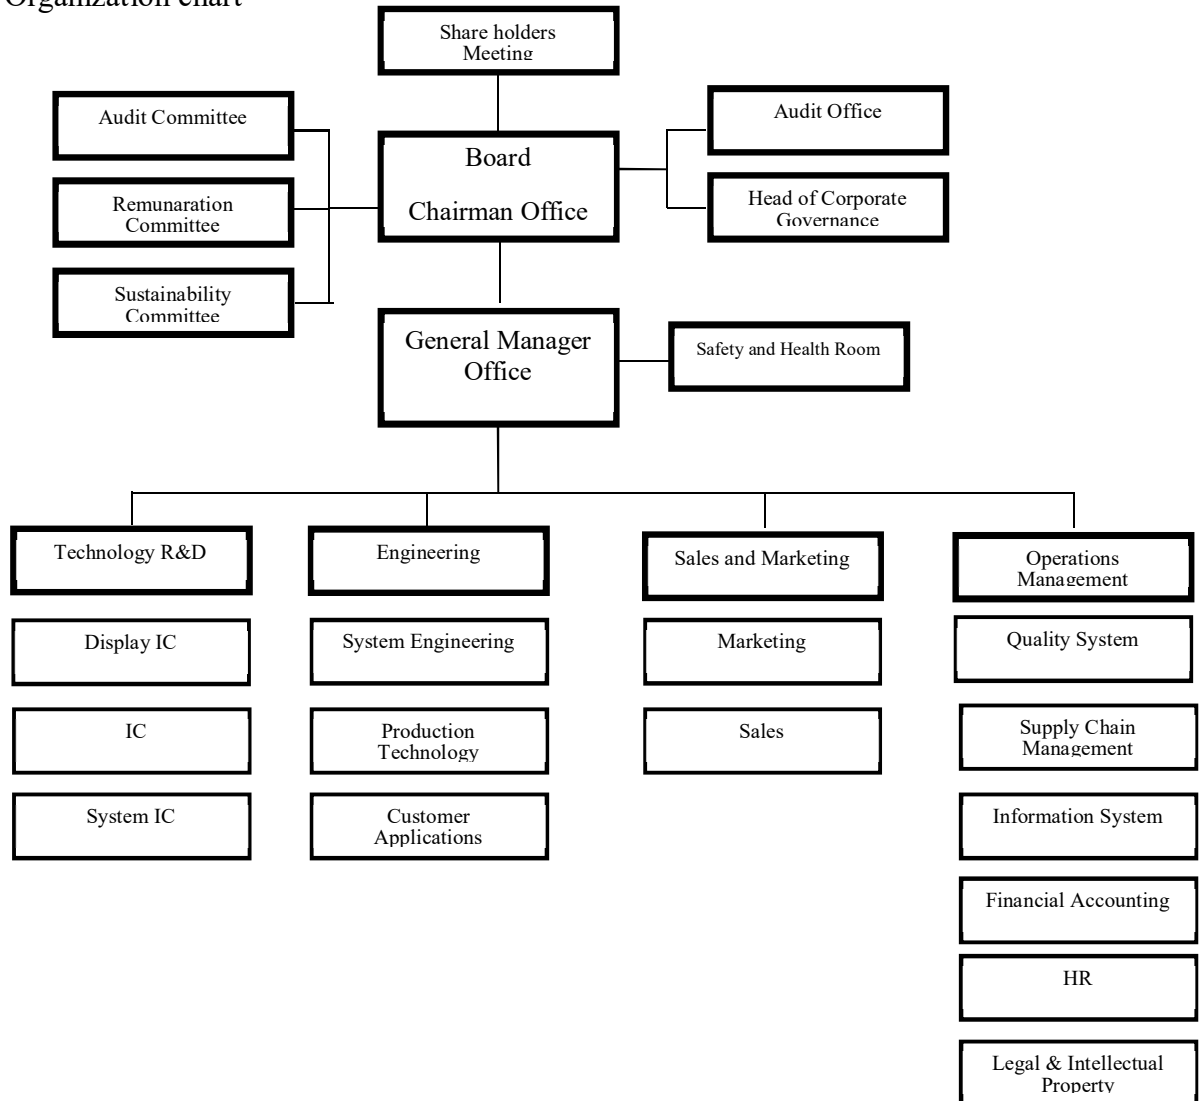 Organization chart
Share holders
Meeting
Audit Committee
Audit Office
Board
Chairman Office
Remunaration
Committee
Head of Corporate
Governance
Sustainability
Committee
General Manager
Office
Safety and Health Room
Technology R&D
Engineering
Sales and Marketing
Operations
Management
Display IC
System Engineering
Marketing
Quality System
IC
Production
Technology
Sales
Supply Chain
Management
System IC
Customer
Applications
Information System
Financial Accounting
HR
Legal & Intellectual
Property